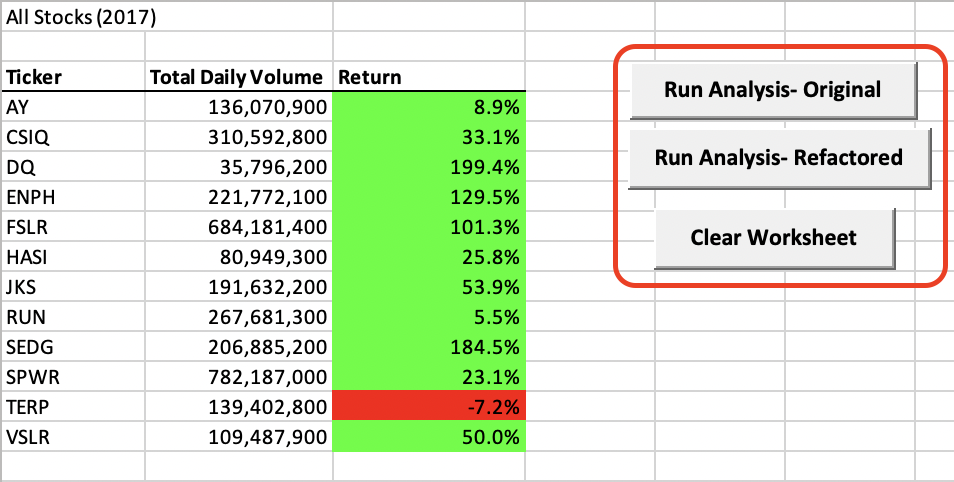 All Stocks (2017)
Ticker Total Daily Volume Return
AY 136,070,900 8.9%
CSIQ 310,592,800 33.1%
DQ 35,796,200 199.4%
ENPH 221,772,100 129.5%
FSLR 684,181,400 101.3%
HASI 80,949,300 25.8%
JKS 191,632,200 53.9%
RUN 267,681,300 5.5%
SEDG 206,885,200 184.5%
SPWR 782,187,000 23.1%
TERP 139,402,800 -7.2%
VSLR 109,487,900 50.0%
Run Analysis- Original
Run Analysis- Refactored
Clear Worksheet